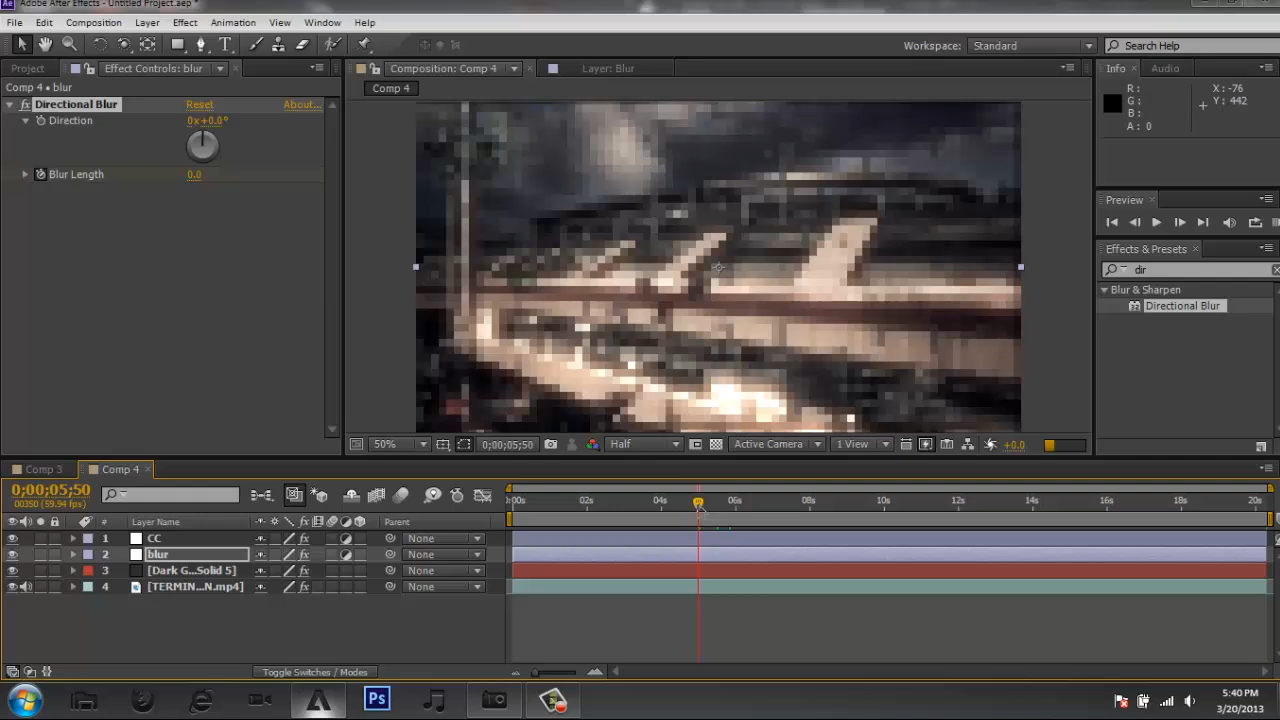 Adobe After Effects - Untitled Project.aep *
File Edit Composition Layer Effect Animation View Window Help
Workspace: Standard Search Help
Project Effect Controls: blur Composition: Comp 4 Layer: Blur Info Audio
Comp 4 • blur Comp 4
Directional Blur Reset About...
Direction 0x+0.0°
Blur Length 0.0
R: X: -76
G: Y: 442
B:
A: 0
Preview
Effects & Presets
dir
Blur & Sharpen
Directional Blur
50% 0;00;05;50 Half Active Camera 1 View +0.0
Comp 3 Comp 4
0;00;05;50
00350 (59.94 fps)
:00s 02s 04s 06s 08s 10s 12s 14s 16s 18s 20s
# Layer Name Parent
1 CC None
2 blur None
3 [Dark G...Solid 5] None
4 [TERMIN...N.mp4] None
Toggle Switches / Modes
Ps
5:40 PM
3/20/2013